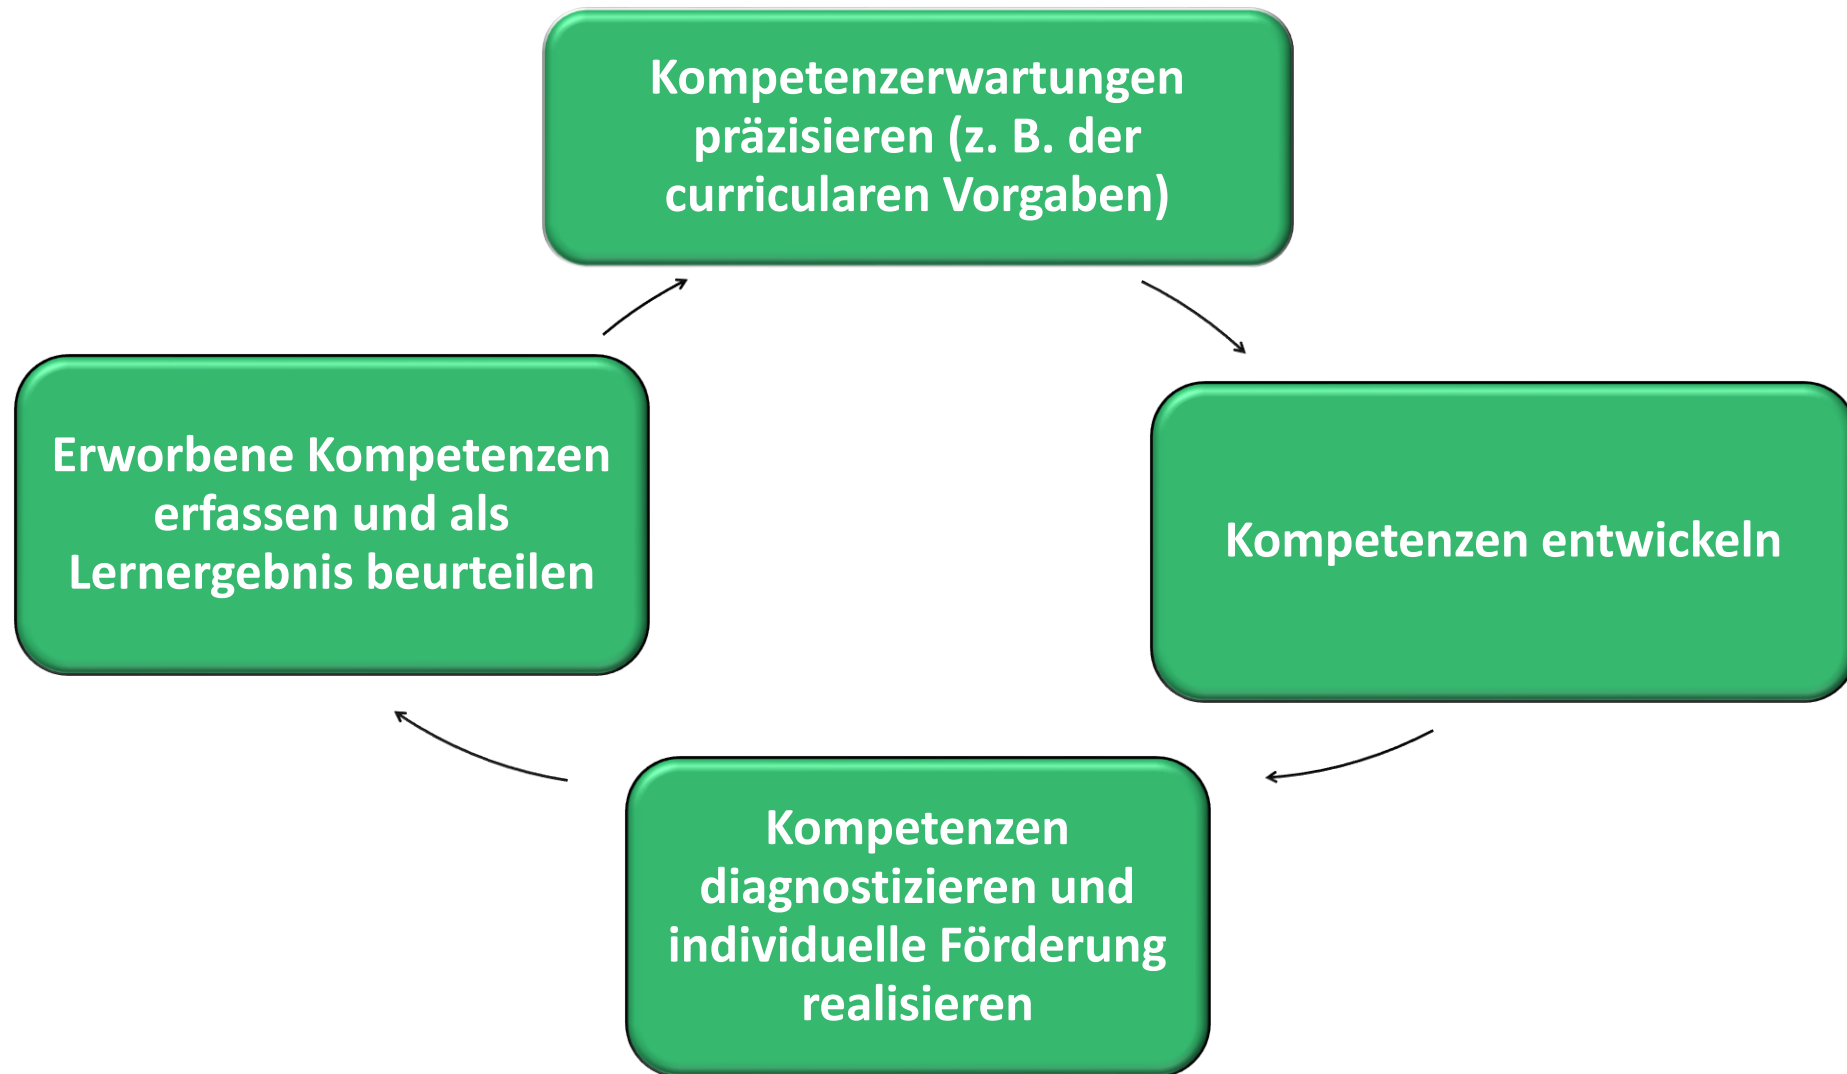 Kompetenzerwartungen
präzisieren (z. B. der
curricularen Vorgaben)
Kompetenzen entwickeln
Kompetenzen
diagnostizieren und
individuelle Förderung
realisieren
Erworbene Kompetenzen
erfassen und als
Lernergebnis beurteilen